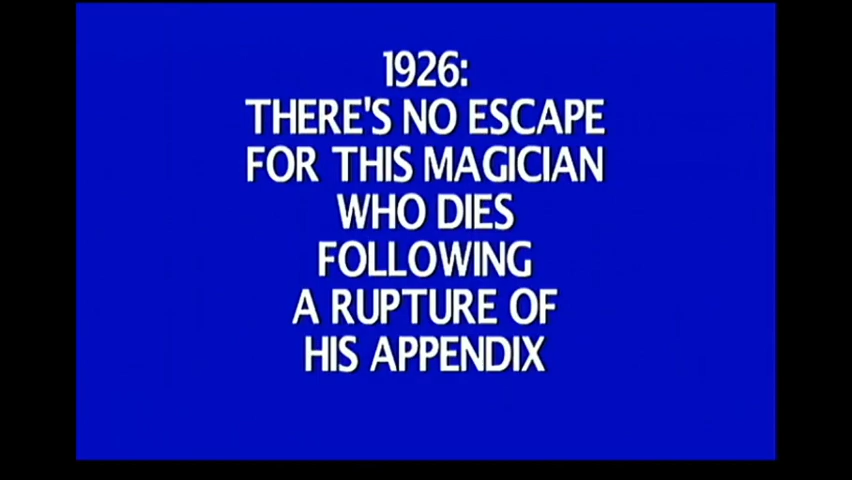 1926:
THERE'S NO ESCAPE
FOR THIS MAGICIAN
WHO DIES
FOLLOWING
A RUPTURE OF
HIS APPENDIX